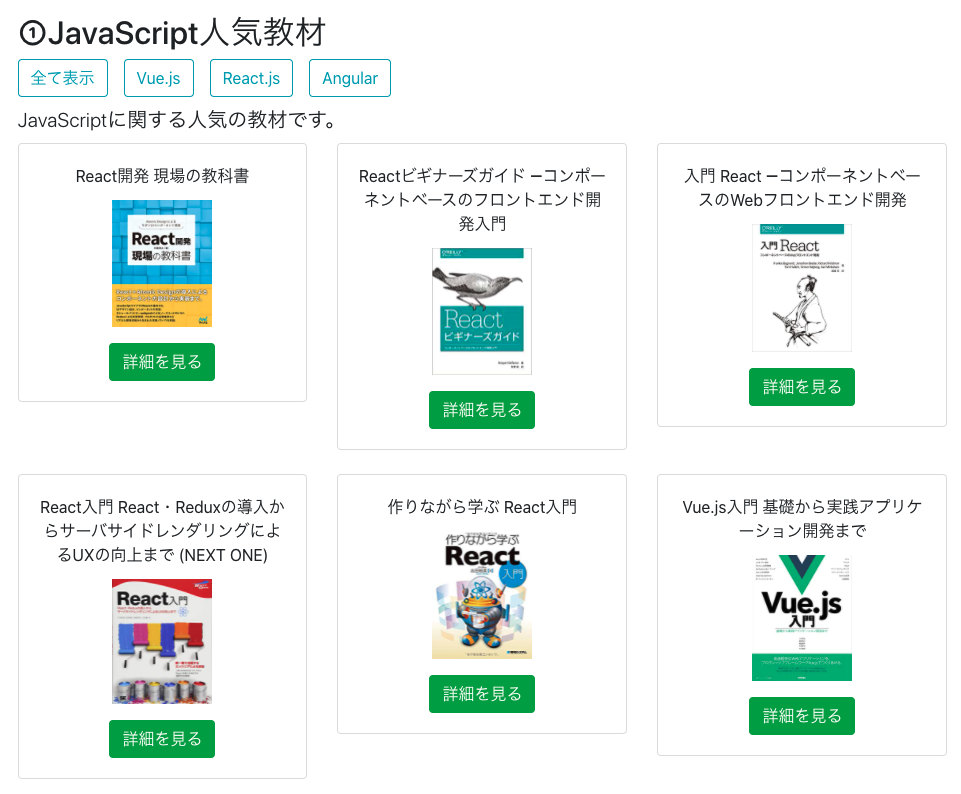 ①JavaScript人気教材
全て表示
Vue.js
React.js
Angular
JavaScriptに関する人気の教材です。
React開発 現場の教科書
React開発
現場の教科書
詳細を見る
Reactビギナーズガイド ―コンポー
ネントベースのフロントエンド開
発入門
O'REILLY
React
ビギナーズガイド
詳細を見る
入門 React ―コンポーネントベー
スのWebフロントエンド開発
O'REILLY
入門 React
詳細を見る
React入門 React・Reduxの導入か
らサーバサイドレンダリングによ
るUXの向上まで (NEXT ONE)
React入門
詳細を見る
作りながら学ぶ React入門
作りながら学ぶ
React
入門
詳細を見る
Vue.js入門 基礎から実践アプリケ
ーション開発まで
Vue.js
入門
詳細を見る